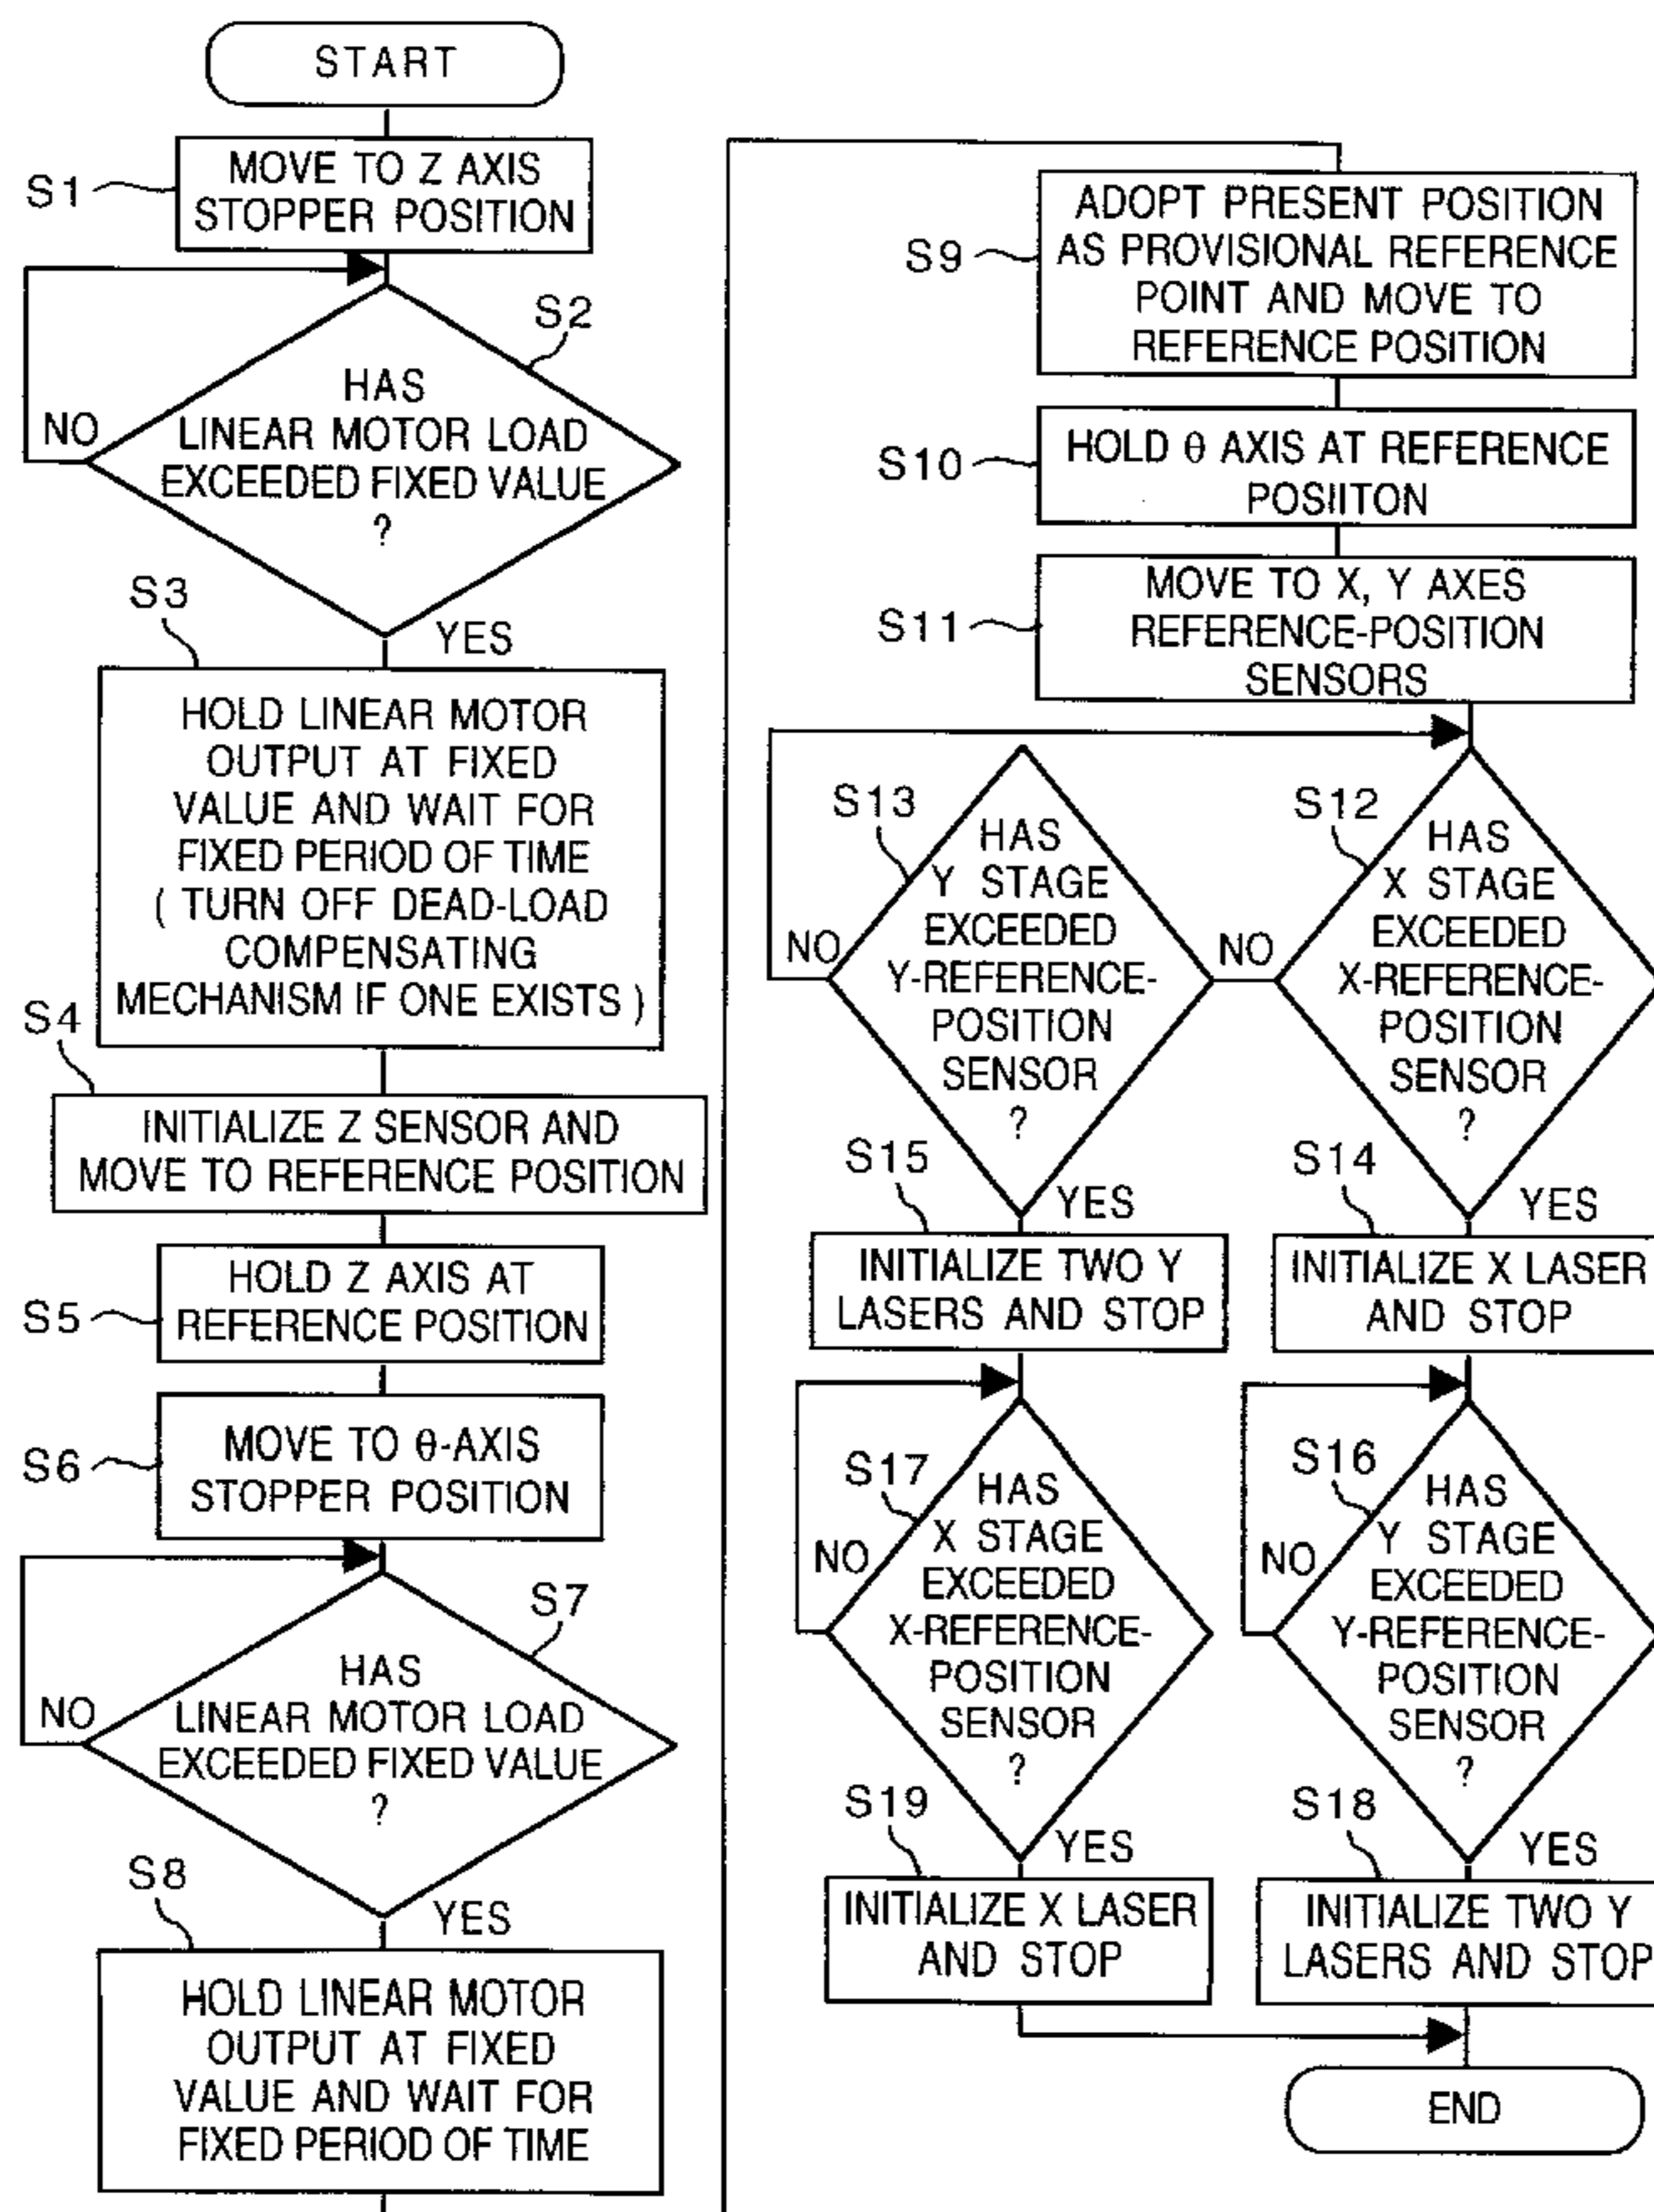 START
S1
MOVE TO Z AXIS
STOPPER POSITION
S2
HAS
LINEAR MOTOR LOAD
EXCEEDED FIXED VALUE
?
NO
YES
S3
HOLD LINEAR MOTOR
OUTPUT AT FIXED
VALUE AND WAIT FOR
FIXED PERIOD OF TIME
( TURN OFF DEAD-LOAD
COMPENSATING
MECHANISM IF ONE EXISTS )
S4
INITIALIZE Z SENSOR AND
MOVE TO REFERENCE POSITION
S5
HOLD Z AXIS AT
REFERENCE POSITION
S6
MOVE TO θ-AXIS
STOPPER POSITION
S7
HAS
LINEAR MOTOR LOAD
EXCEEDED FIXED VALUE
?
NO
YES
S8
HOLD LINEAR MOTOR
OUTPUT AT FIXED
VALUE AND WAIT FOR
FIXED PERIOD OF TIME
S9
ADOPT PRESENT POSITION
AS PROVISIONAL REFERENCE
POINT AND MOVE TO
REFERENCE POSITION
S10
HOLD θ AXIS AT REFERENCE
POSIITON
S11
MOVE TO X, Y AXES
REFERENCE-POSITION
SENSORS
S13
HAS
Y STAGE
EXCEEDED
Y-REFERENCE-
POSITION
SENSOR
?
NO
YES
S12
HAS
X STAGE
EXCEEDED
X-REFERENCE-
POSITION
SENSOR
?
NO
YES
S15
INITIALIZE TWO Y
LASERS AND STOP
S14
INITIALIZE X LASER
AND STOP
S17
HAS
X STAGE
EXCEEDED
X-REFERENCE-
POSITION
SENSOR
?
NO
YES
S16
HAS
Y STAGE
EXCEEDED
Y-REFERENCE-
POSITION
SENSOR
?
NO
YES
S19
INITIALIZE X LASER
AND STOP
S18
INITIALIZE TWO Y
LASERS AND STOP
END